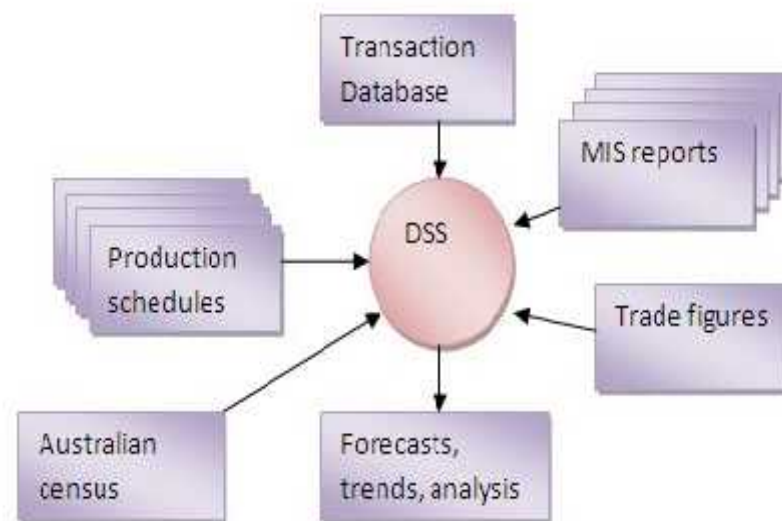 Transaction
Database
MIS reports
DSS
Production
schedules
Trade figures
Australian
census
Forecasts,
trends, analysis